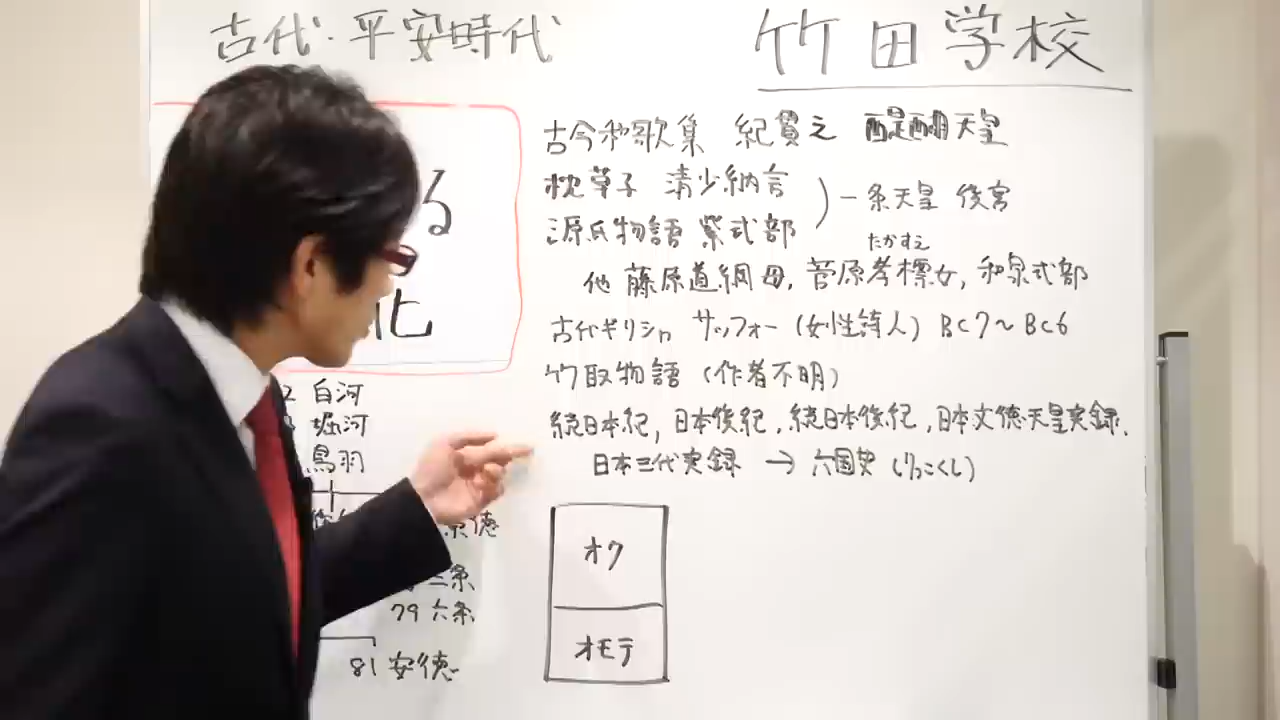 古代・平安時代
竹田学校
る
化
古今和歌集 紀貫之 醍醐天皇
枕草子 清少納言
源氏物語 紫式部
一条天皇 後宮
たかすえ
他 藤原道綱母, 菅原孝標女, 和泉式部
古代ギリシャ サッフォー (女性詩人) BC7〜BC6
竹取物語 (作者不明)
続日本紀, 日本後紀, 続日本後紀, 日本文徳天皇実録,
日本三代実録 → 六国史 (りっこくし)
2 白河
堀河
鳥羽
崇徳
二条
79 六条
81 安徳
オク
オモテ